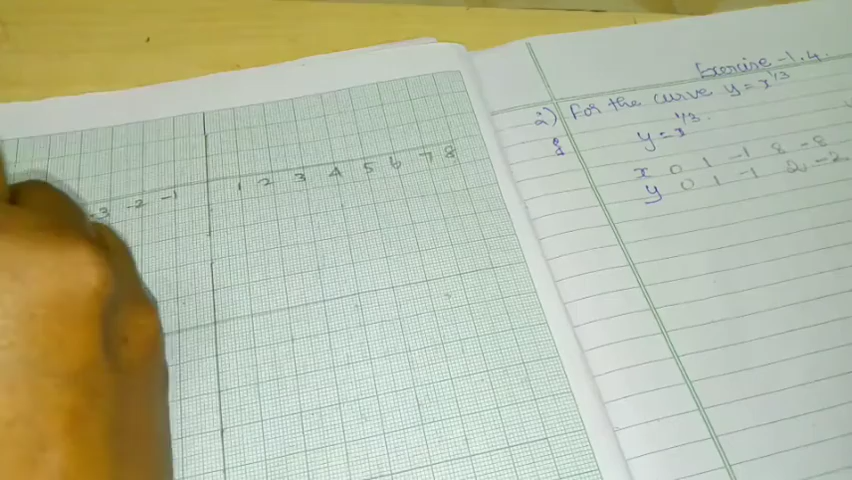 -3 -2 -1 1 2 3 4 5 6 7 8
Exercise - 1.4.
2) For the curve y = x^1/3
y = x^1/3.
x 0 1 -1 8 -8
y 0 1 -1 2 -2